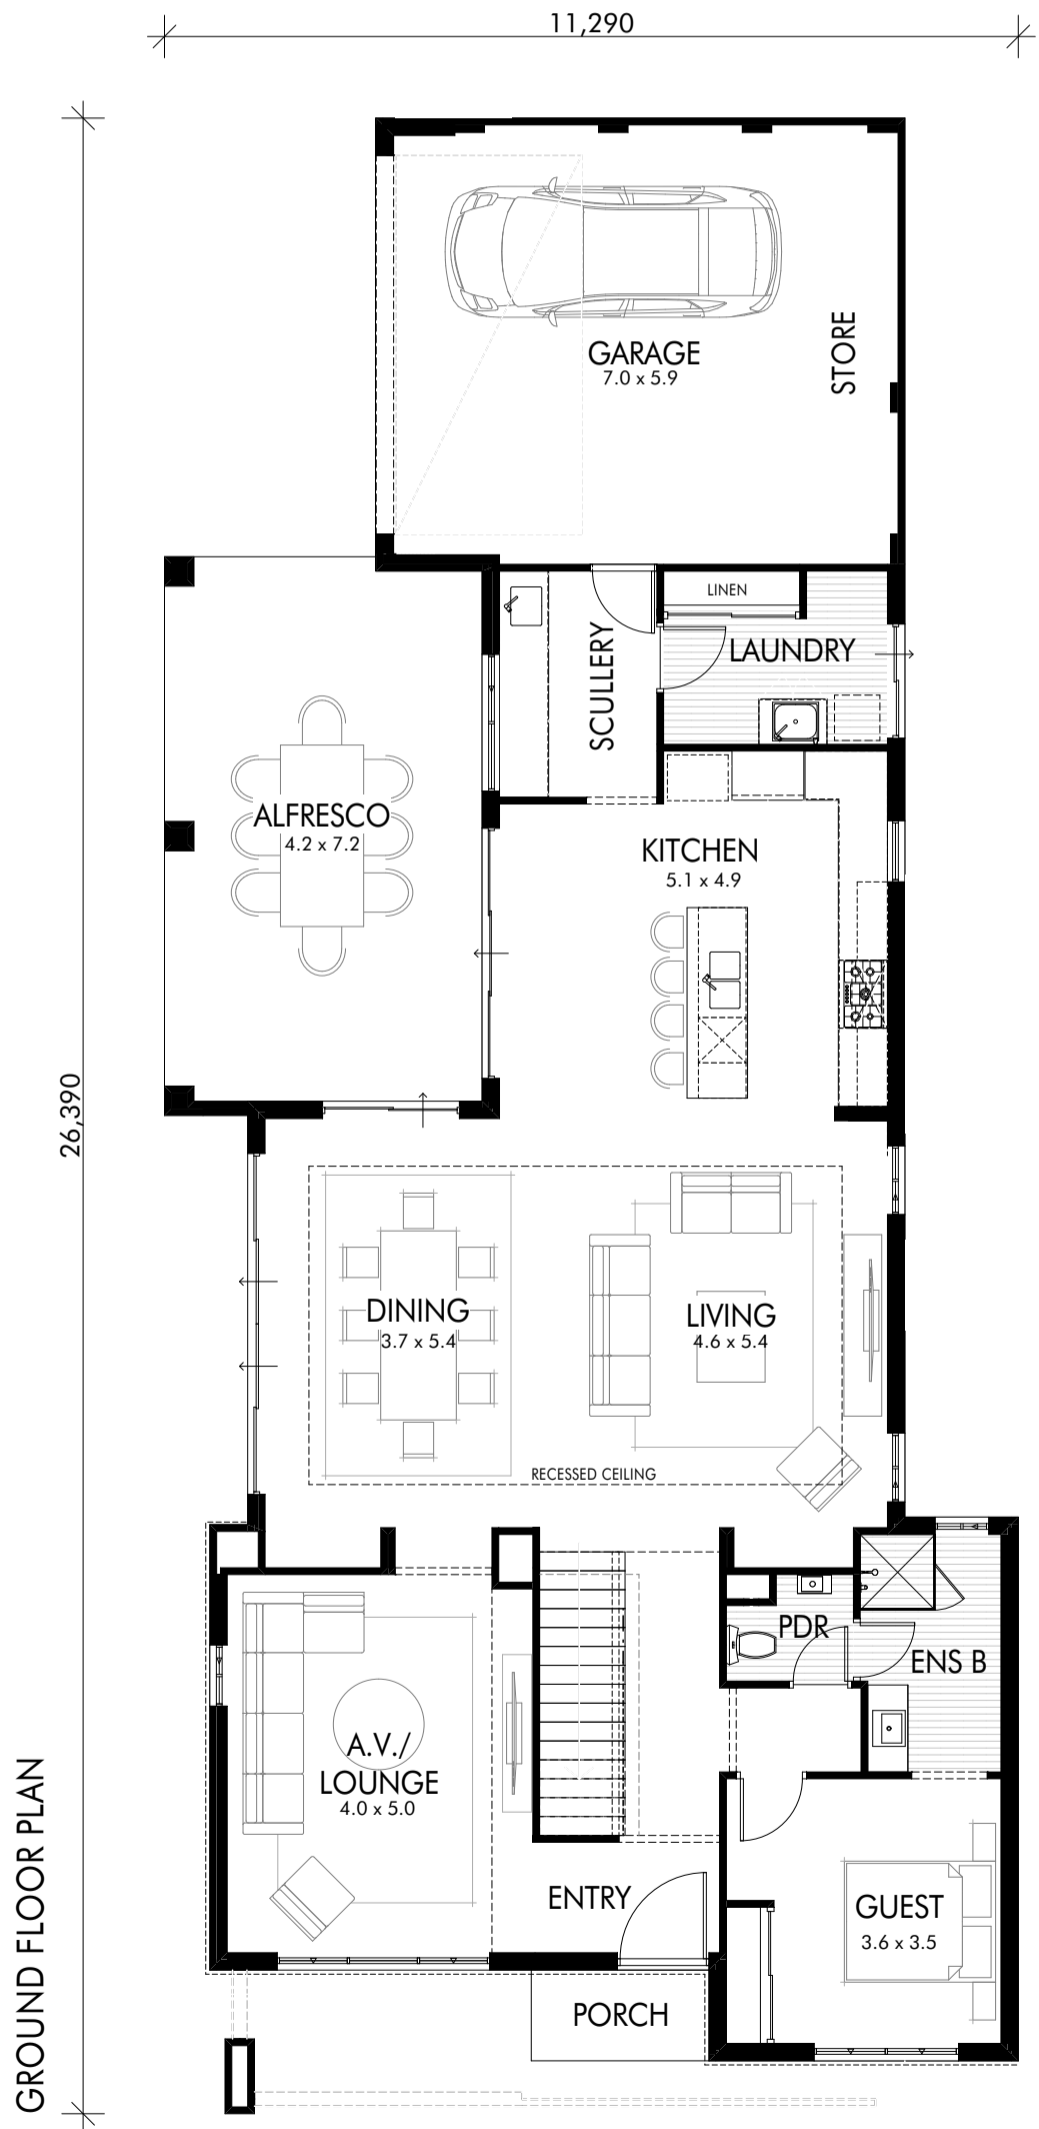 11,290
26,390
GARAGE
7.0 x 5.9
STORE
LINEN
LAUNDRY
SCULLERY
ALFRESCO
4.2 x 7.2
KITCHEN
5.1 x 4.9
DINING
3.7 x 5.4
LIVING
4.6 x 5.4
RECESSED CEILING
PDR
ENS B
A.V./
LOUNGE
4.0 x 5.0
ENTRY
GUEST
3.6 x 3.5
PORCH
GROUND FLOOR PLAN